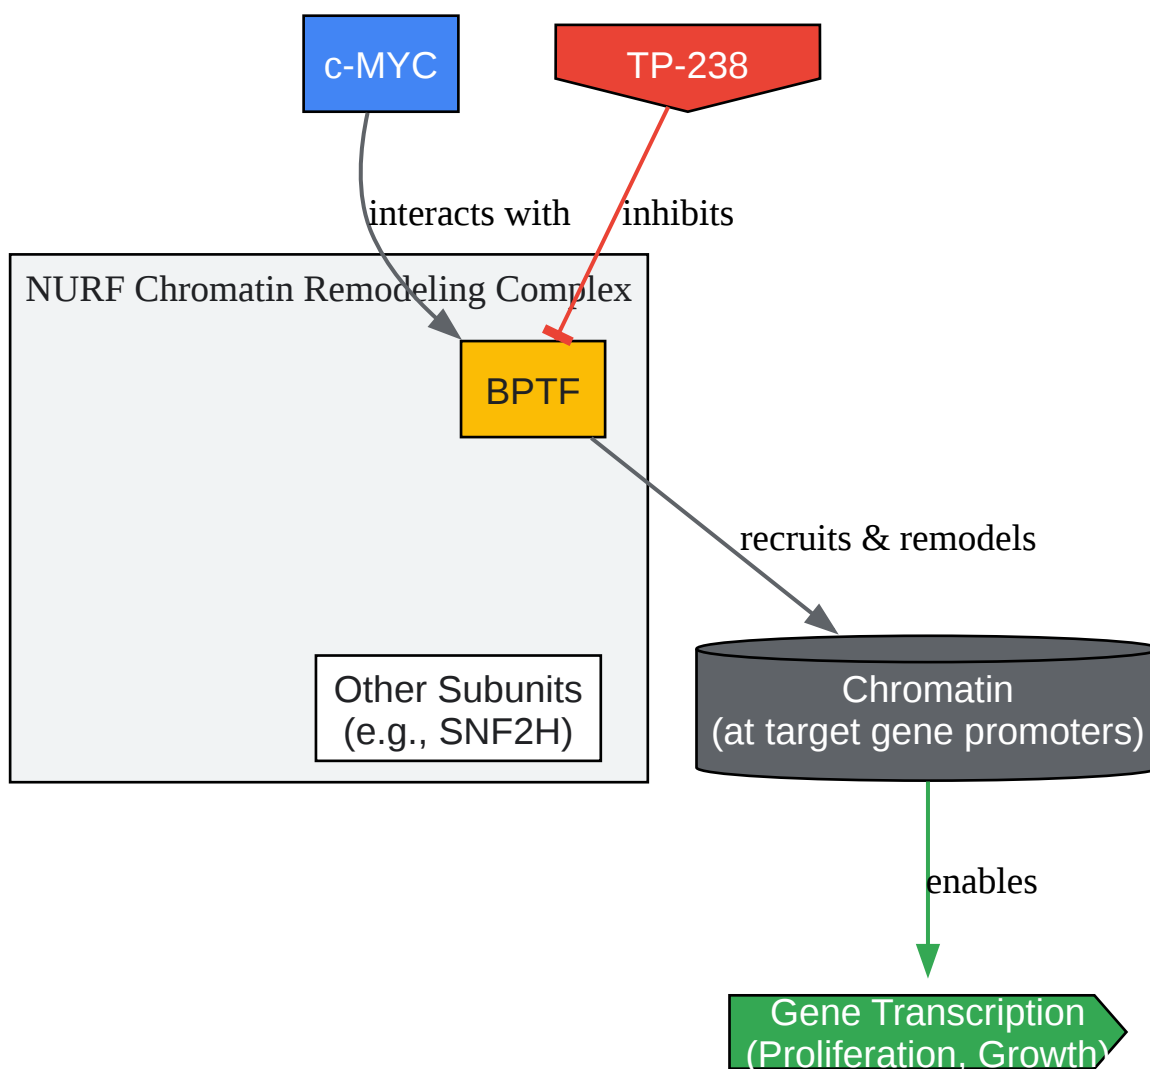 c-MYC
TP-238
interacts with
inhibits
NURF Chromatin Remodeling Complex
BPTF
recruits & remodels
Other Subunits
(e.g., SNF2H)
Chromatin
(at target gene promoters)
enables
Gene Transcription
(Proliferation, Growth)